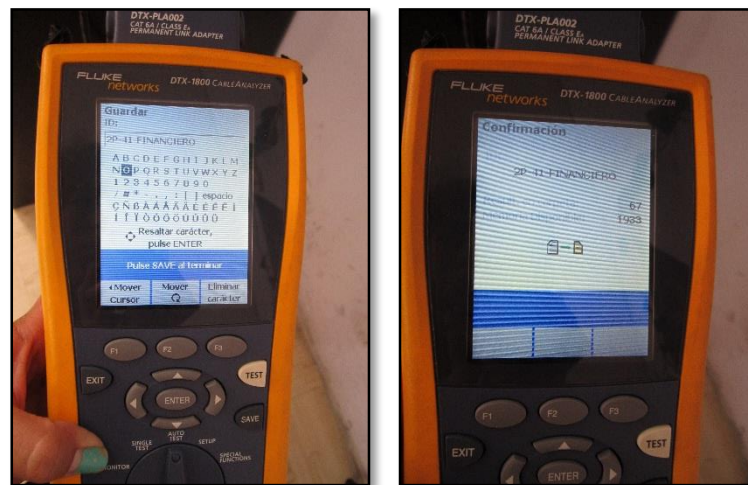 DTX-PLA002
CAT 6A / CLASS EA
PERMANENT LINK ADAPTER
FLUKE
networks
DTX-1800 CABLEANALYZER
Guardar
ID:
2P-41-FINANCIERO
A B C D E F G H I J K L M
N O P Q R S T U V W X Y Z
1 2 3 4 5 6 7 8 9 0
espacio
Resaltar carácter,
pulse ENTER
Pulse SAVE al terminar
Mover
Cursor
Mover
Eliminar
carácter
F1
F2
F3
EXIT
TEST
ENTER
SAVE
MONITOR
SINGLE
TEST
AUTO
TEST
SETUP
SPECIAL
FUNCTIONS
DTX-PLA002
CAT 6A / CLASS EA
PERMANENT LINK ADAPTER
FLUKE
networks
DTX-1800 CABLEANALYZER
Confirmación
2P-41-FINANCIERO
67
1933
F1
F2
F3
EXIT
TEST
ENTER